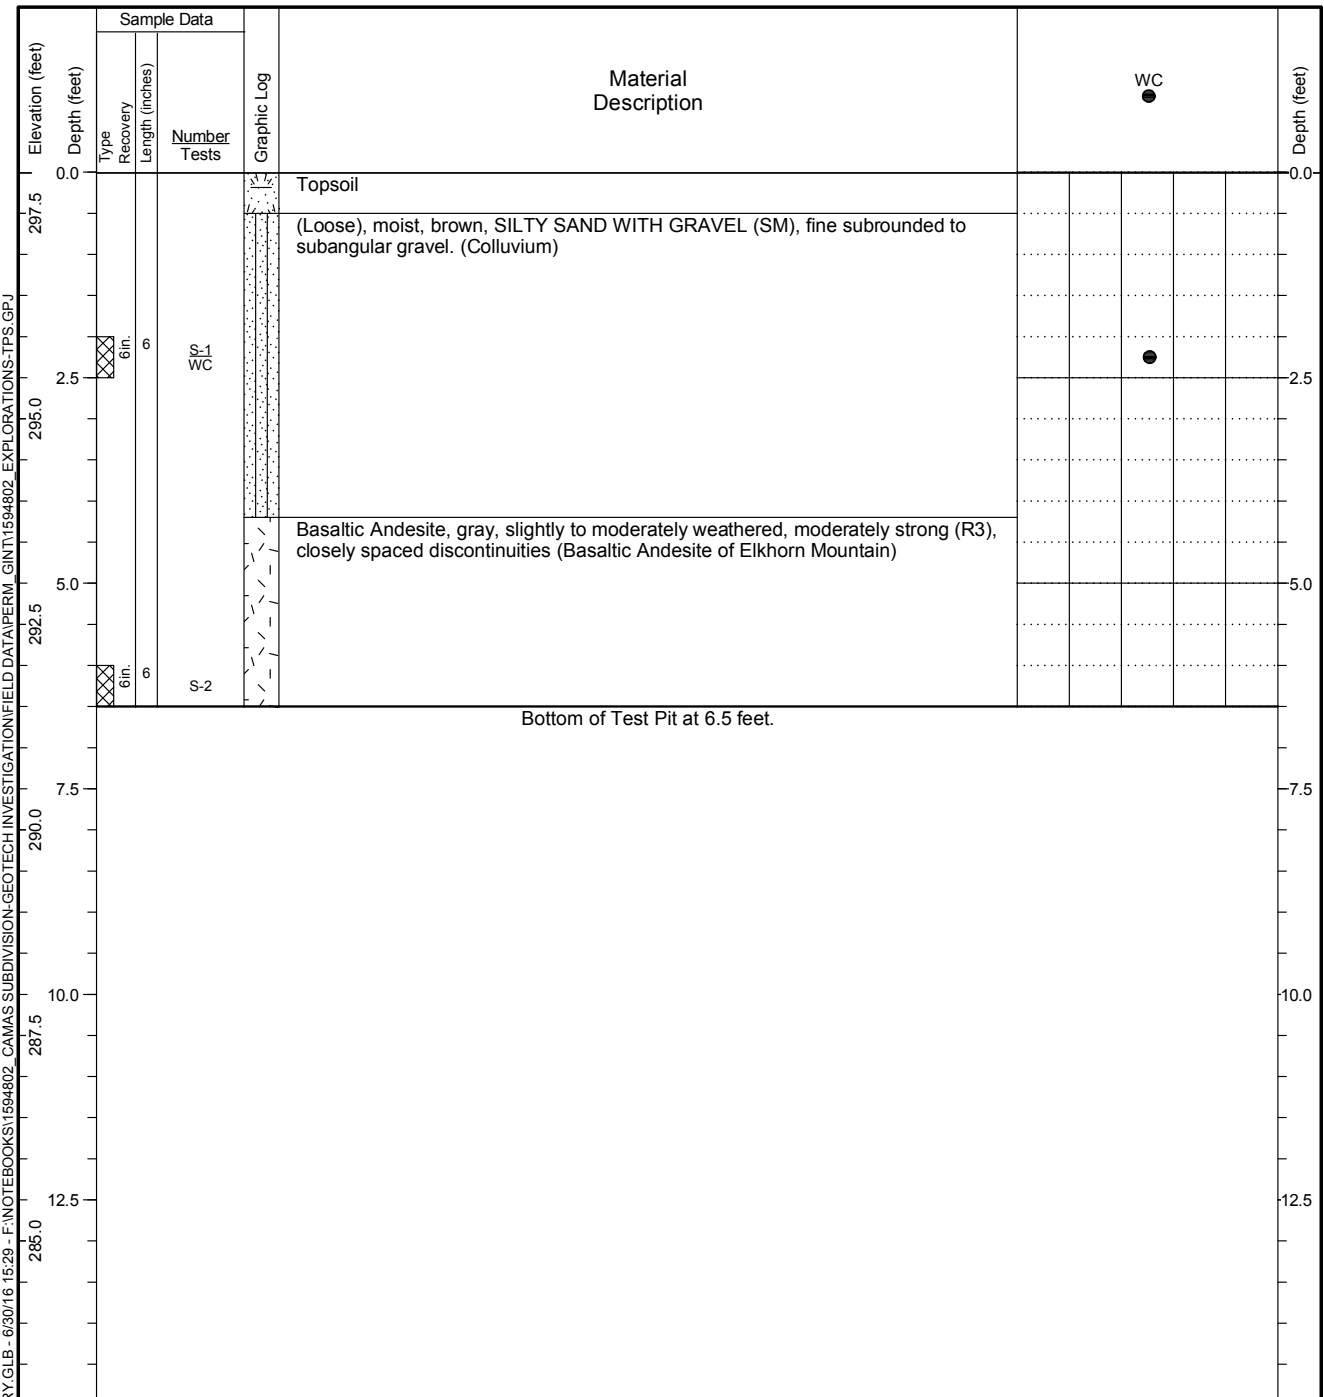 Sample Data
Elevation (feet)
Depth (feet)
Type
Recovery
Length (inches)
Number
Tests
Graphic Log
Material
Description
WC
Depth (feet)
0.0
0.0
Topsoil
297.5
(Loose), moist, brown, SILTY SAND WITH GRAVEL (SM), fine subrounded to
subangular gravel. (Colluvium)
6in.
6
S-1
WC
2.5
2.5
295.0
Basaltic Andesite, gray, slightly to moderately weathered, moderately strong (R3),
closely spaced discontinuities (Basaltic Andesite of Elkhorn Mountain)
5.0
5.0
292.5
6in.
6
S-2
Bottom of Test Pit at 6.5 feet.
7.5
7.5
290.0
10.0
10.0
287.5
12.5
12.5
285.0
RY.GLB - 6/30/16 15:29 - F:\NOTEBOOKS\1594802_CAMAS SUBDIVISION-GEOTECH INVESTIGATION\FIELD DATA\PERM_GINT\1594802_EXPLORATIONS-TPS.GPJ